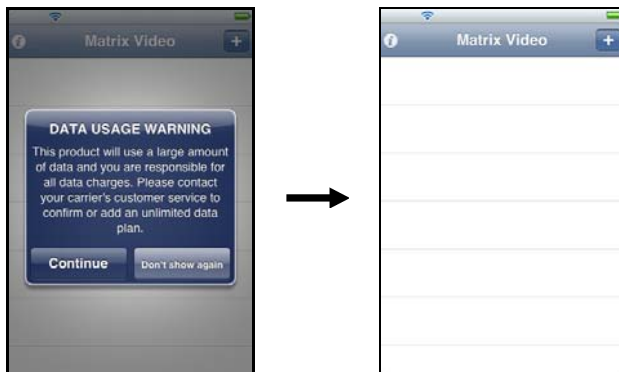 Matrix Video
+
DATA USAGE WARNING
This product will use a large amount
of data and you are responsible for
all data charges. Please contact
your carrier's customer service to
confirm or add an unlimited data
plan.
Continue
Don't show again
Matrix Video
+